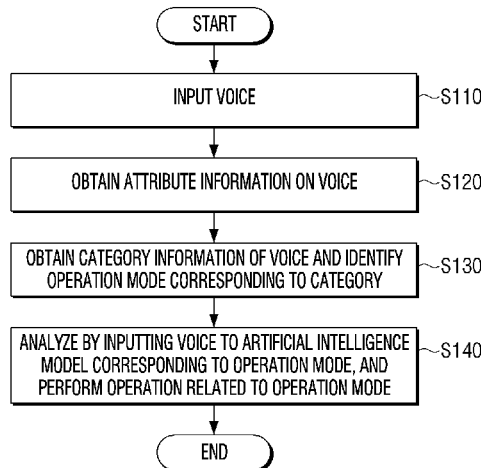 START
INPUT VOICE
S110
OBTAIN ATTRIBUTE INFORMATION ON VOICE
S120
OBTAIN CATEGORY INFORMATION OF VOICE AND IDENTIFY
OPERATION MODE CORRESPONDING TO CATEGORY
S130
ANALYZE BY INPUTTING VOICE TO ARTIFICIAL INTELLIGENCE
MODEL CORRESPONDING TO OPERATION MODE, AND
PERFORM OPERATION RELATED TO OPERATION MODE
S140
END